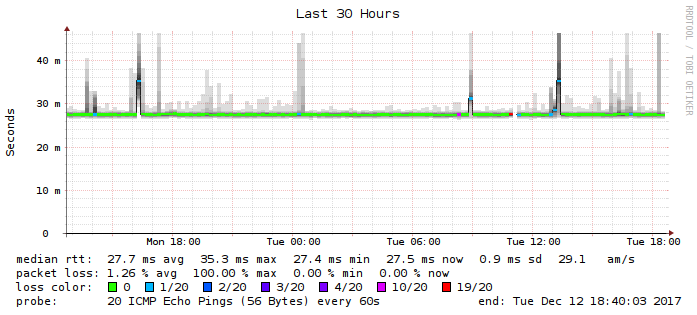 Last 30 Hours
RRDTOOL / TOBI OETIKER
Seconds
40 m
30 m
20 m
10 m
0
Mon 18:00 Tue 00:00 Tue 06:00 Tue 12:00 Tue 18:00
median rtt: 27.7 ms avg 35.3 ms max 27.4 ms min 27.5 ms now 0.9 ms sd 29.1 am/s
packet loss: 1.26 % avg 100.00 % max 0.00 % min 0.00 % now
loss color: 0 1/20 2/20 3/20 4/20 10/20 19/20
probe: 20 ICMP Echo Pings (56 Bytes) every 60s end: Tue Dec 12 18:40:03 2017